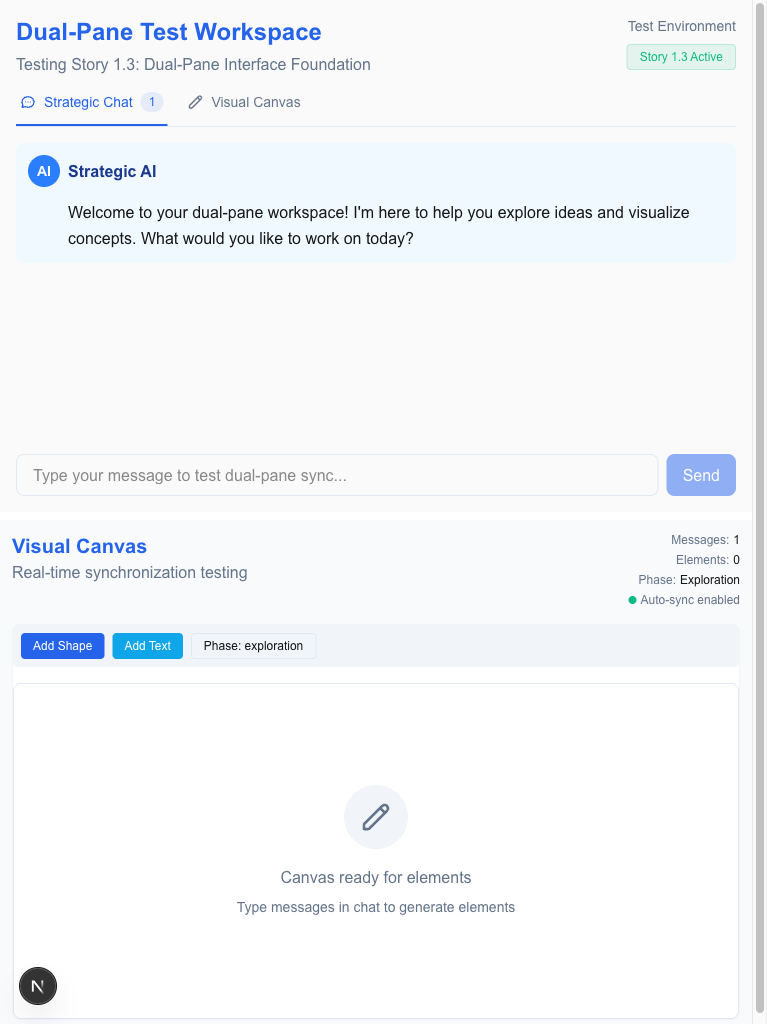 Dual-Pane Test Workspace
Testing Story 1.3: Dual-Pane Interface Foundation
Test Environment
Story 1.3 Active
Strategic Chat 1
Visual Canvas
AI Strategic AI
Welcome to your dual-pane workspace! I'm here to help you explore ideas and visualize
concepts. What would you like to work on today?
Type your message to test dual-pane sync...
Send
Visual Canvas
Real-time synchronization testing
Messages: 1
Elements: 0
Phase: Exploration
Auto-sync enabled
Add Shape
Add Text
Phase: exploration
Canvas ready for elements
Type messages in chat to generate elements
N